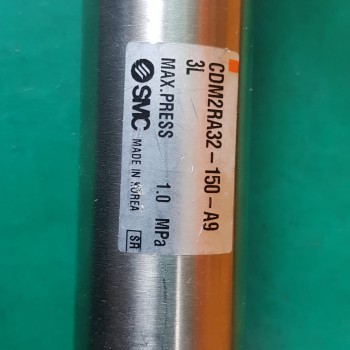 CDM2RA32-150-A9
3L
SMC
MAX.PRESS 1.0 MPa
MADE IN KOREA
SR